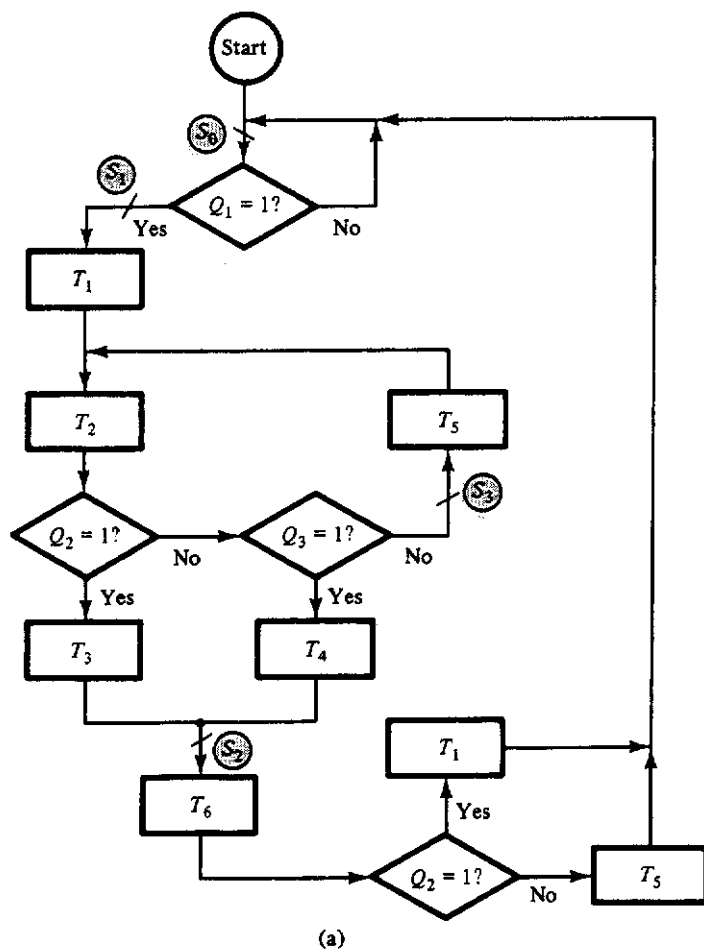 Start
S₀
S₁
Q₁ = 1?
Yes
No
T₁
T₂
T₅
S₃
Q₂ = 1?
No
Q₃ = 1?
No
Yes
Yes
T₃
T₄
S₂
T₁
T₆
Yes
Q₂ = 1?
No
T₅
(a)